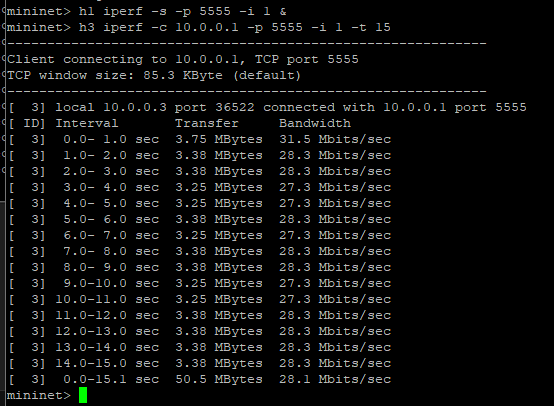 mininet> h1 iperf -s -p 5555 -i 1 &
mininet> h3 iperf -c 10.0.0.1 -p 5555 -i 1 -t 15
------------------------------------------------------------
Client connecting to 10.0.0.1, TCP port 5555
TCP window size: 85.3 KByte (default)
------------------------------------------------------------
[  3] local 10.0.0.3 port 36522 connected with 10.0.0.1 port 5555
[ ID] Interval       Transfer     Bandwidth
[  3]  0.0- 1.0 sec  3.75 MBytes  31.5 Mbits/sec
[  3]  1.0- 2.0 sec  3.38 MBytes  28.3 Mbits/sec
[  3]  2.0- 3.0 sec  3.38 MBytes  28.3 Mbits/sec
[  3]  3.0- 4.0 sec  3.25 MBytes  27.3 Mbits/sec
[  3]  4.0- 5.0 sec  3.25 MBytes  27.3 Mbits/sec
[  3]  5.0- 6.0 sec  3.38 MBytes  28.3 Mbits/sec
[  3]  6.0- 7.0 sec  3.25 MBytes  27.3 Mbits/sec
[  3]  7.0- 8.0 sec  3.38 MBytes  28.3 Mbits/sec
[  3]  8.0- 9.0 sec  3.38 MBytes  28.3 Mbits/sec
[  3]  9.0-10.0 sec  3.25 MBytes  27.3 Mbits/sec
[  3] 10.0-11.0 sec  3.25 MBytes  27.3 Mbits/sec
[  3] 11.0-12.0 sec  3.38 MBytes  28.3 Mbits/sec
[  3] 12.0-13.0 sec  3.38 MBytes  28.3 Mbits/sec
[  3] 13.0-14.0 sec  3.38 MBytes  28.3 Mbits/sec
[  3] 14.0-15.0 sec  3.38 MBytes  28.3 Mbits/sec
[  3]  0.0-15.1 sec  50.5 MBytes  28.1 Mbits/sec
mininet>